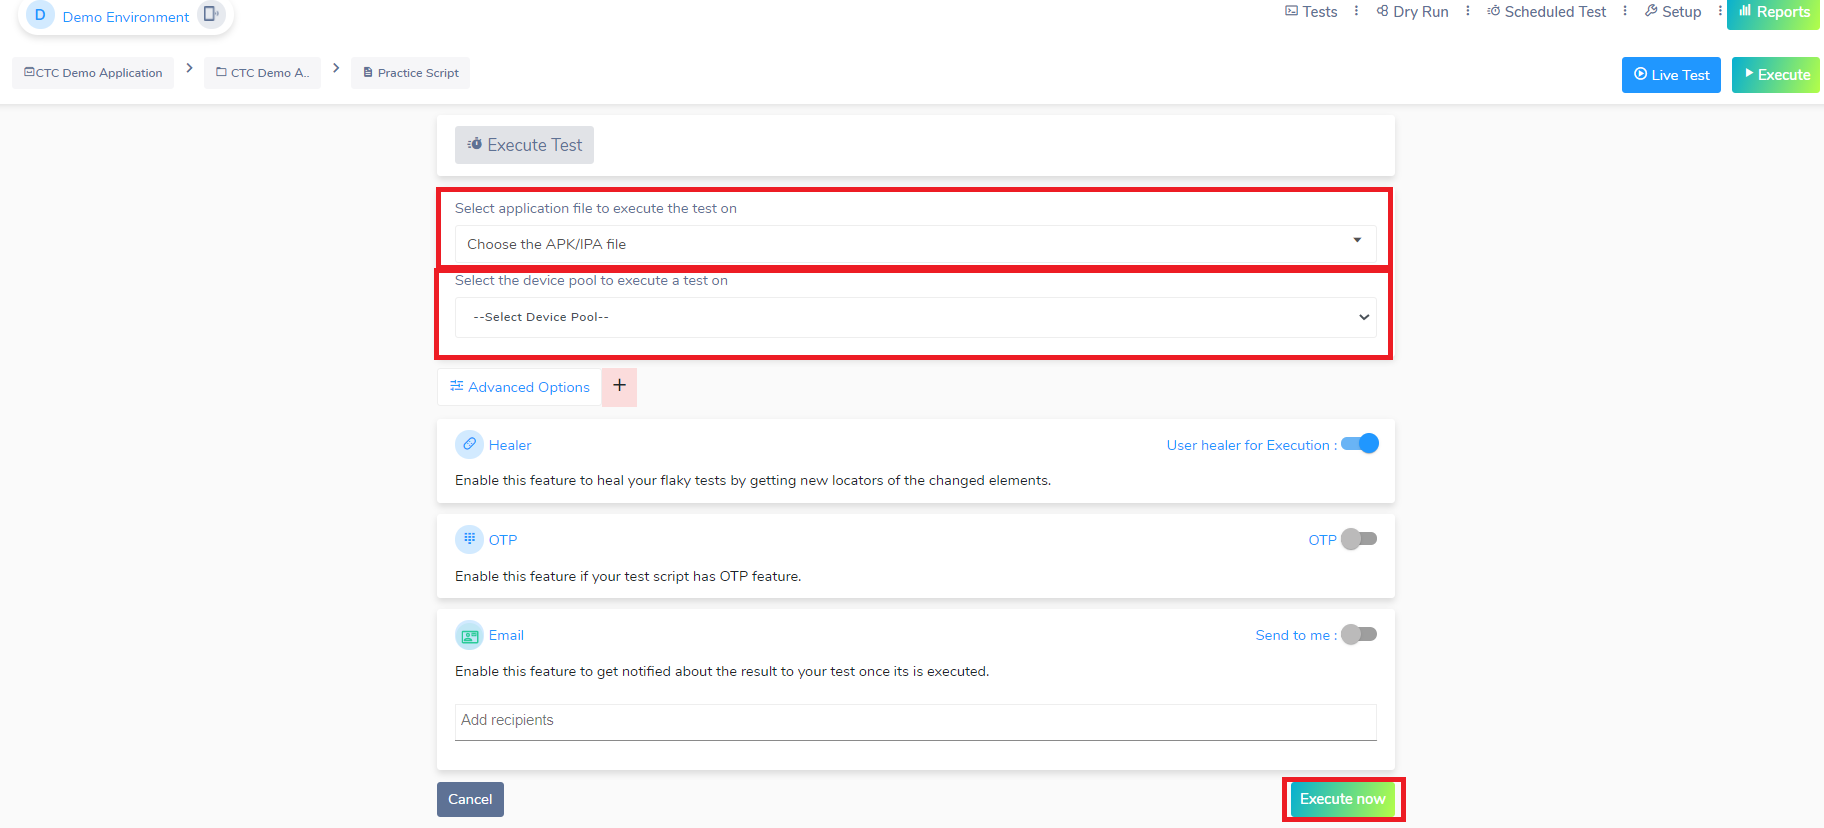 D Demo Environment
Tests Dry Run Scheduled Test Setup Reports
CTC Demo Application CTC Demo A.. Practice Script
Live Test Execute
Execute Test
Select application file to execute the test on
Choose the APK/IPA file
Select the device pool to execute a test on
--Select Device Pool--
Advanced Options +
Healer User healer for Execution :
Enable this feature to heal your flaky tests by getting new locators of the changed elements.
OTP OTP
Enable this feature if your test script has OTP feature.
Email Send to me :
Enable this feature to get notified about the result to your test once its is executed.
Add recipients
Cancel Execute now